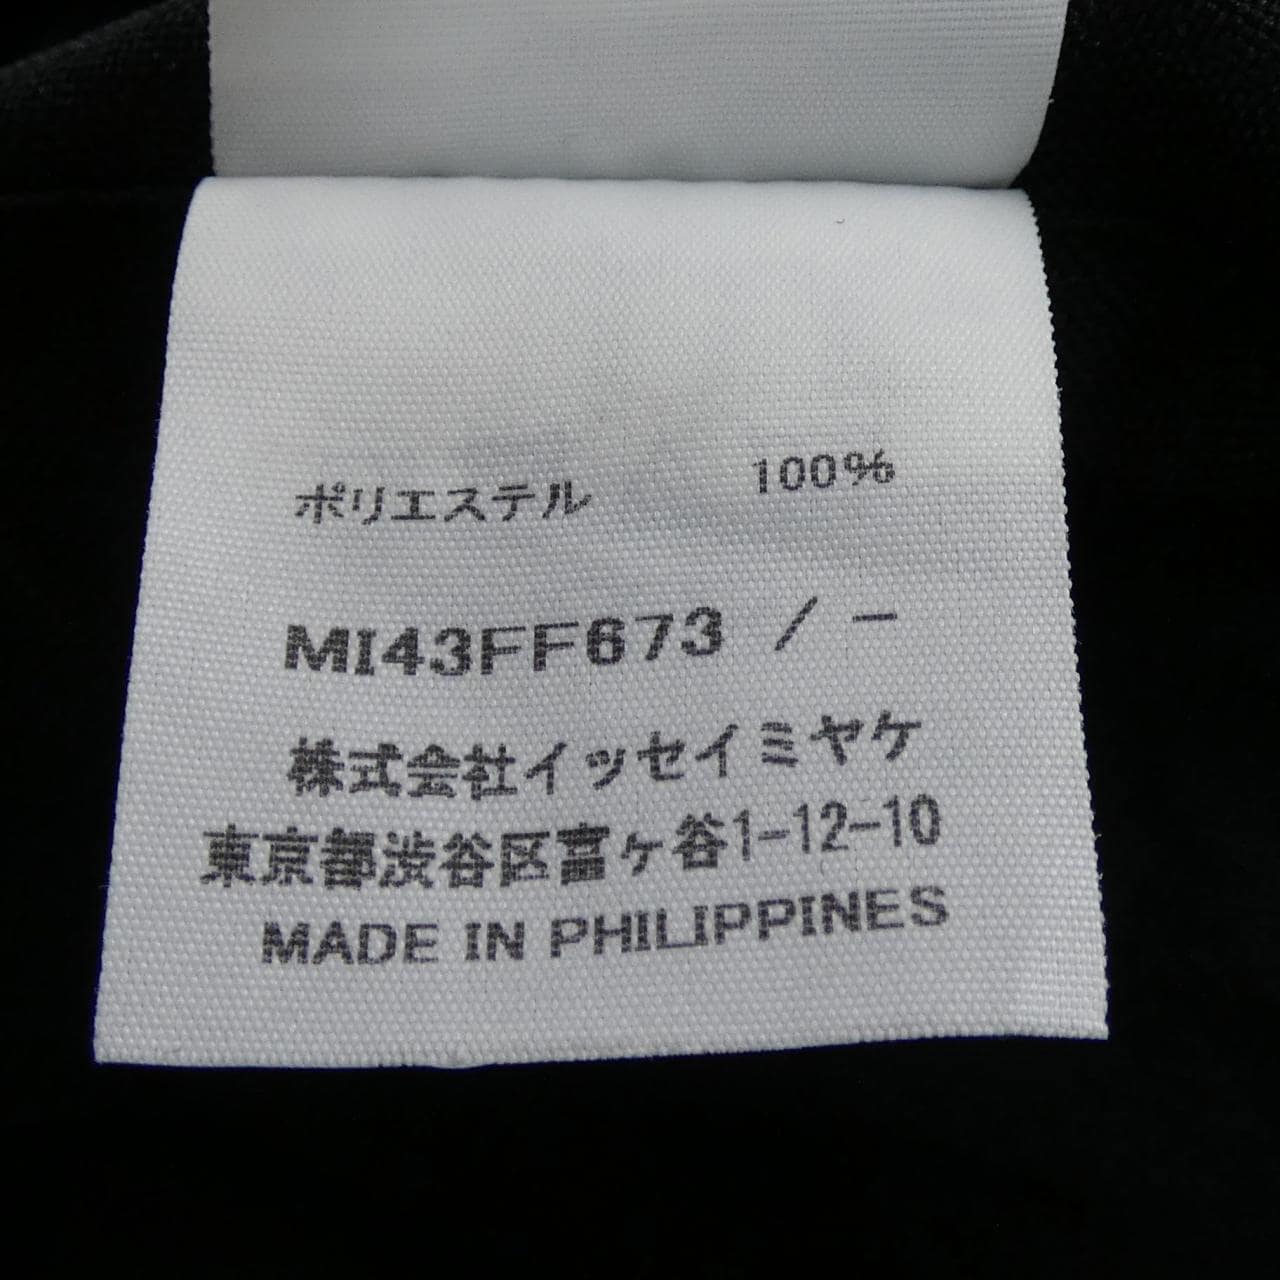 ポリエステル 100%
MI43FF673 / -
株式会社イッセイミヤケ
東京都渋谷区富ヶ谷1-12-10
MADE IN PHILIPPINES